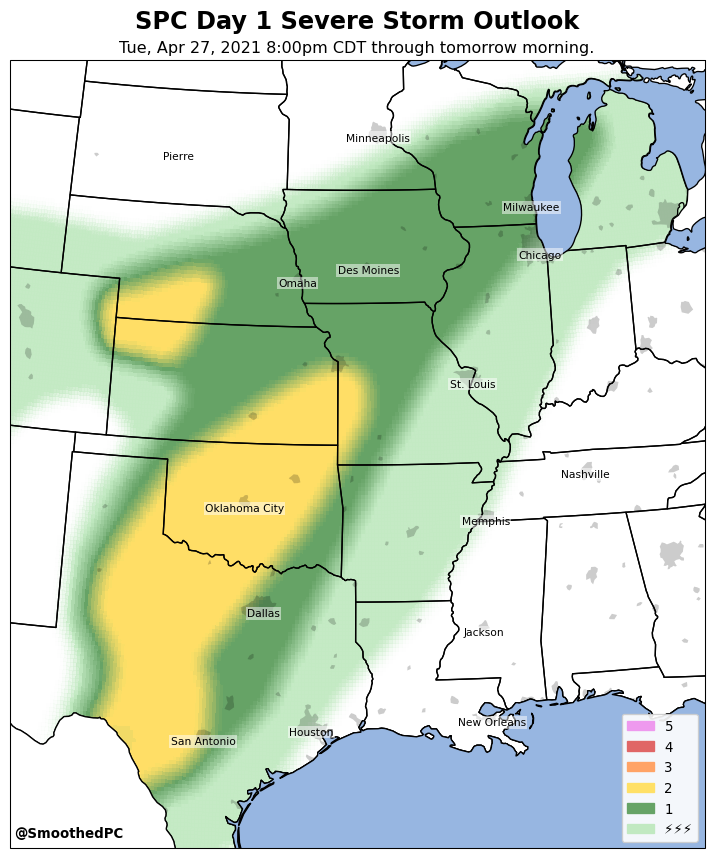 SPC Day 1 Severe Storm Outlook
Tue, Apr 27, 2021 8:00pm CDT through tomorrow morning.
Minneapolis
Pierre
Milwaukee
Chicago
Des Moines
Omaha
St. Louis
Nashville
Oklahoma City
Memphis
Dallas
Jackson
New Orleans
Houston
San Antonio
5
4
3
2
1
⚡⚡⚡
@SmoothedPC